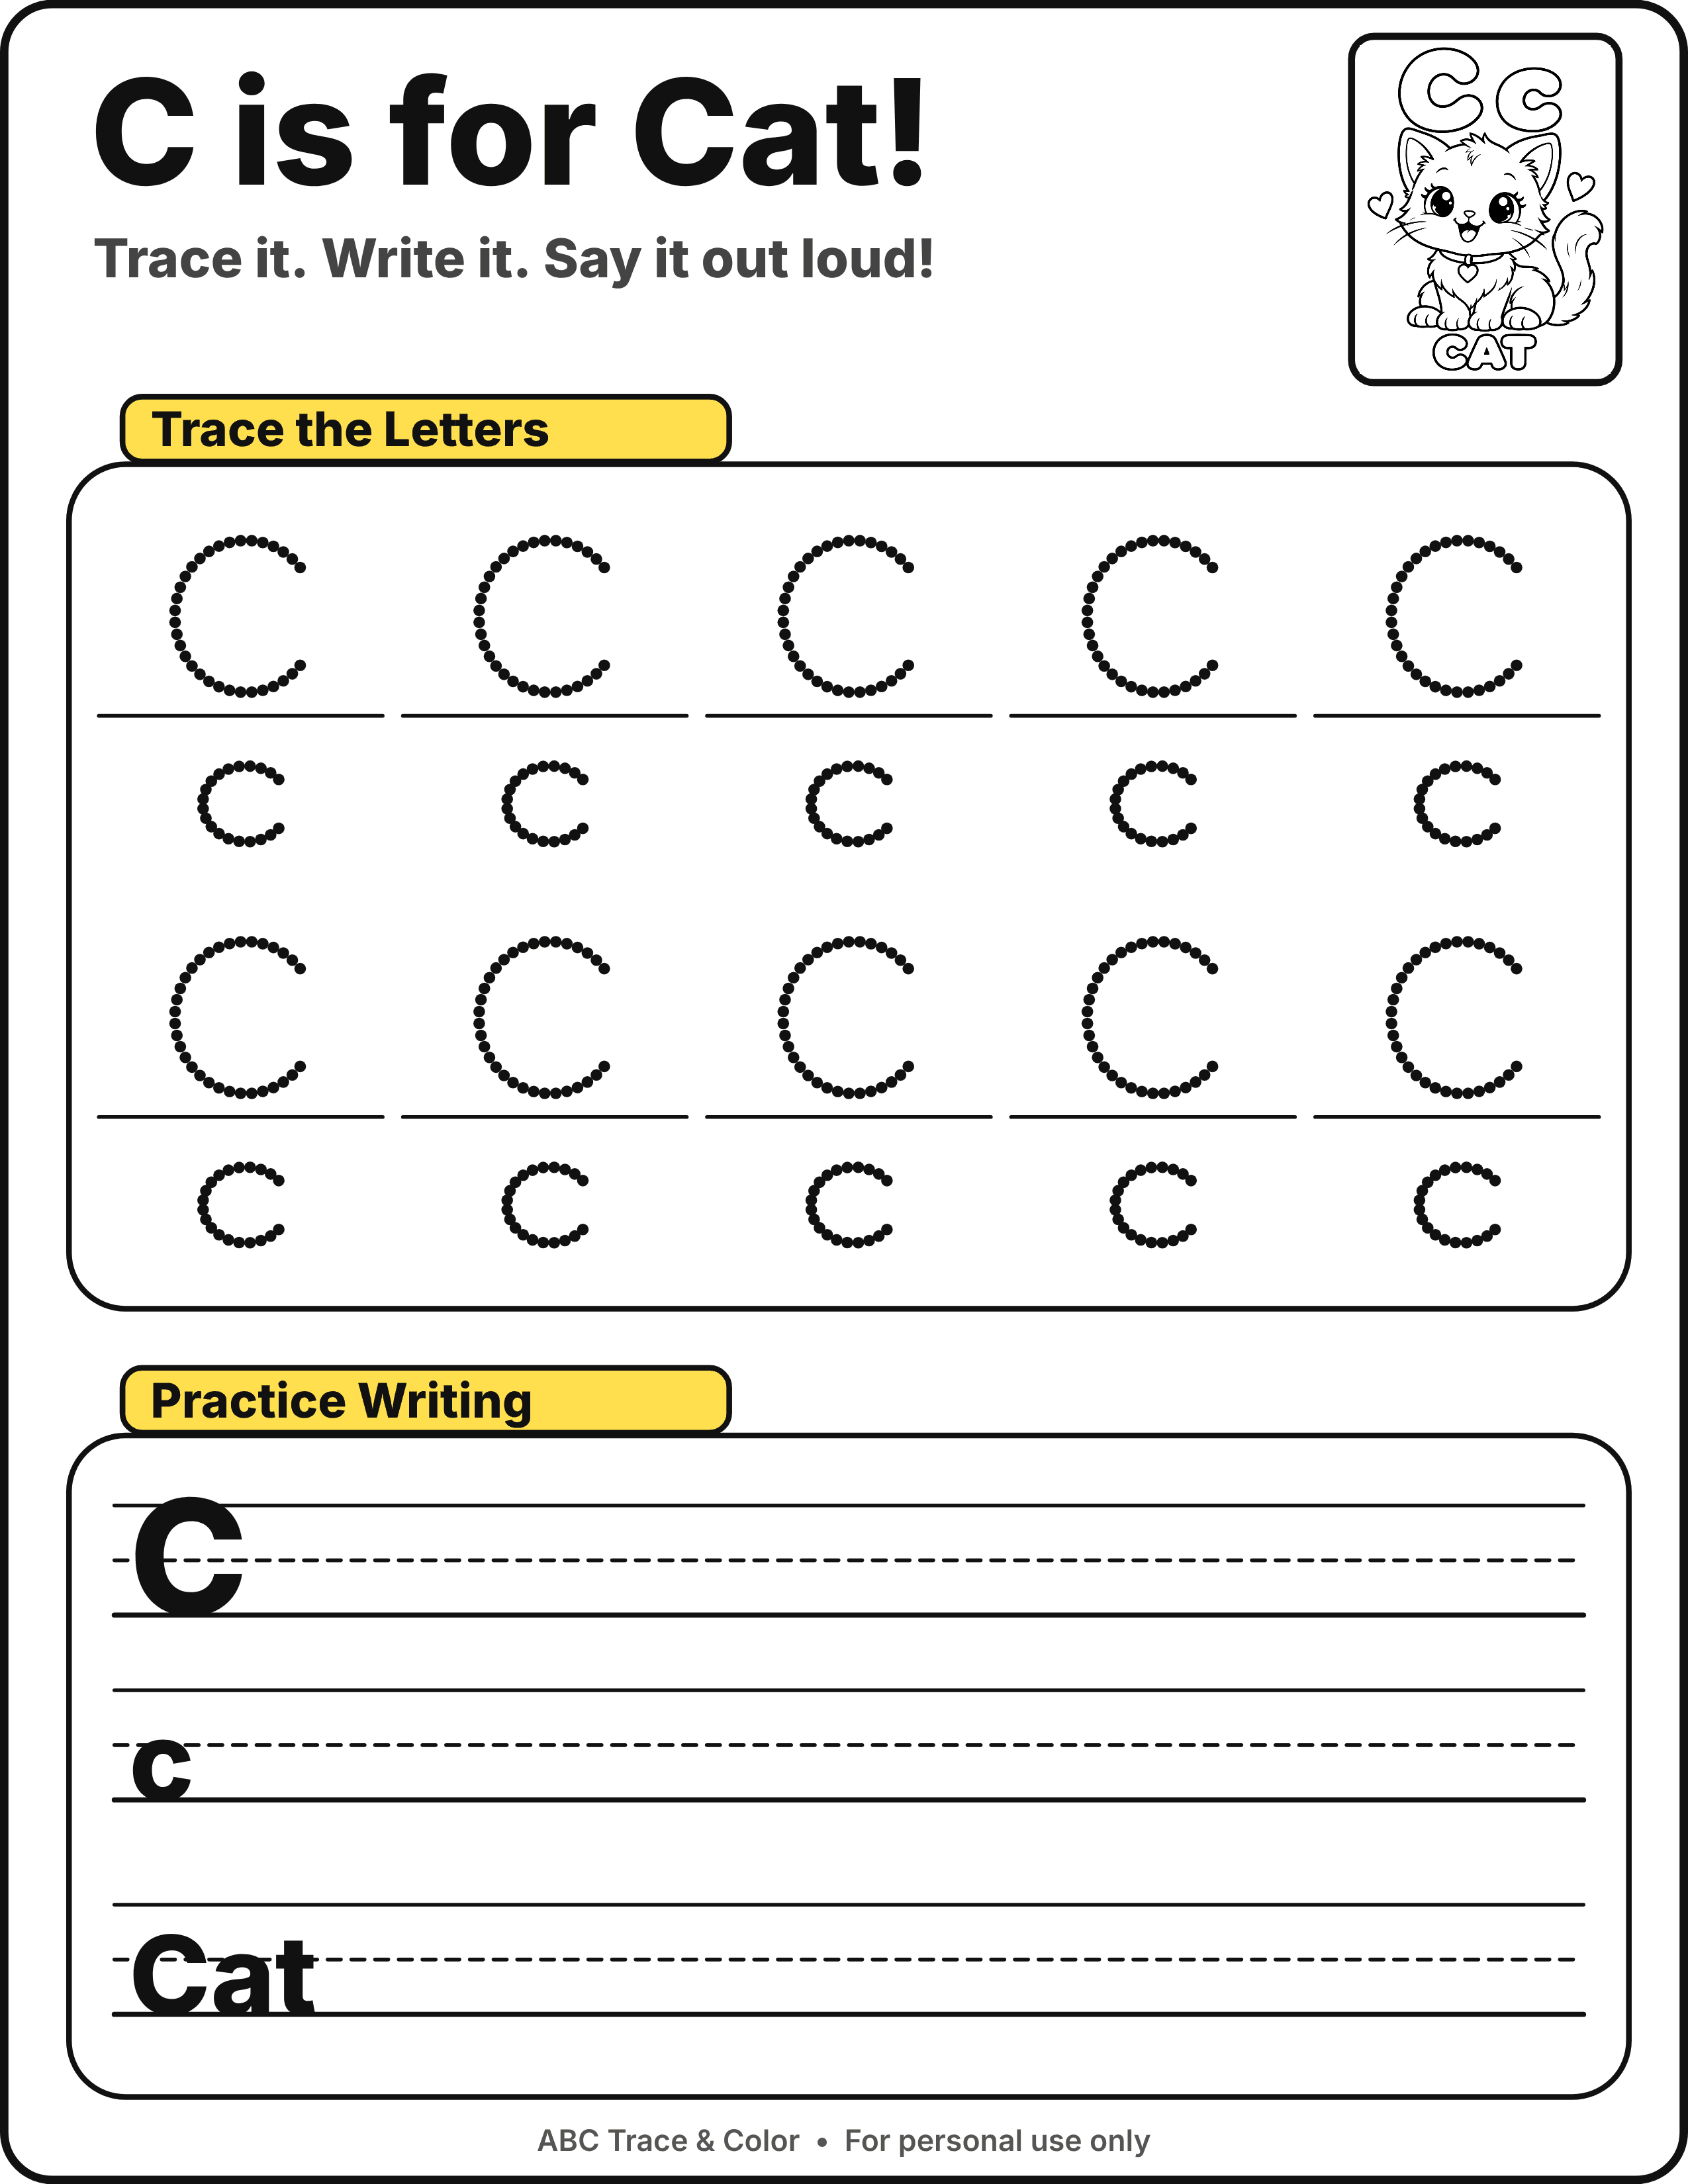 C is for Cat!
Trace it. Write it. Say it out loud!
Cc
CAT
Trace the Letters
C C C C C
c c c c c
C C C C C
c c c c c
Practice Writing
C
c
Cat
ABC Trace & Color • For personal use only